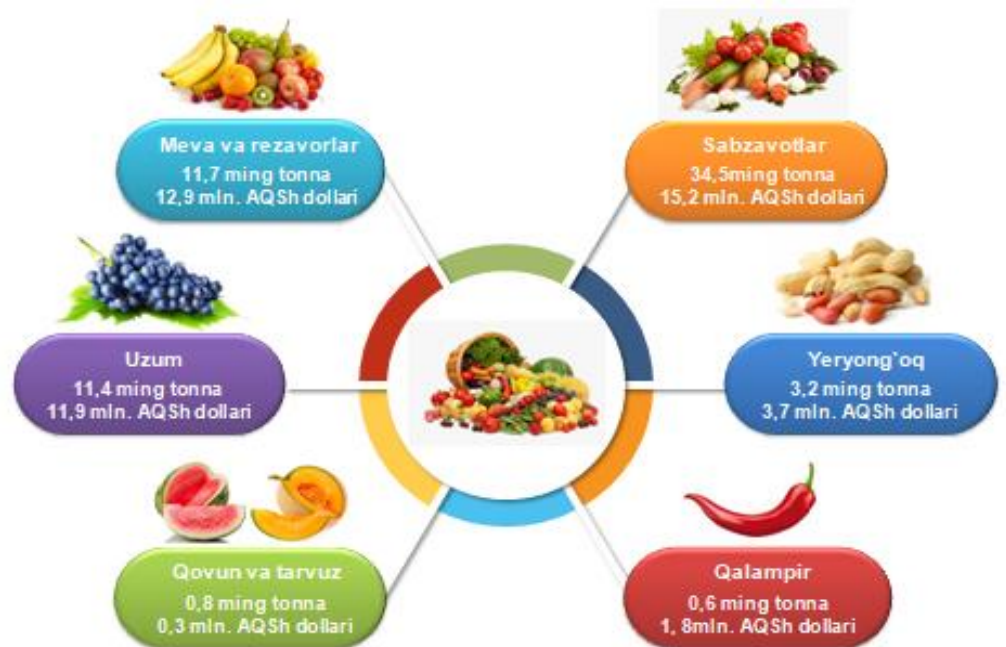 Meva va rezavorlar
11,7 ming tonna
12,9 mln. AQSh dollari
Sabzavotlar
34,5ming tonna
15,2 mln. AQSh dollari
Uzum
11,4 ming tonna
11,9 mln. AQSh dollari
Yeryong`oq
3,2 ming tonna
3,7 mln. AQSh dollari
Qovun va tarvuz
0,8 ming tonna
0,3 mln. AQSh dollari
Qalampir
0,6 ming tonna
1, 8mln. AQSh dollari